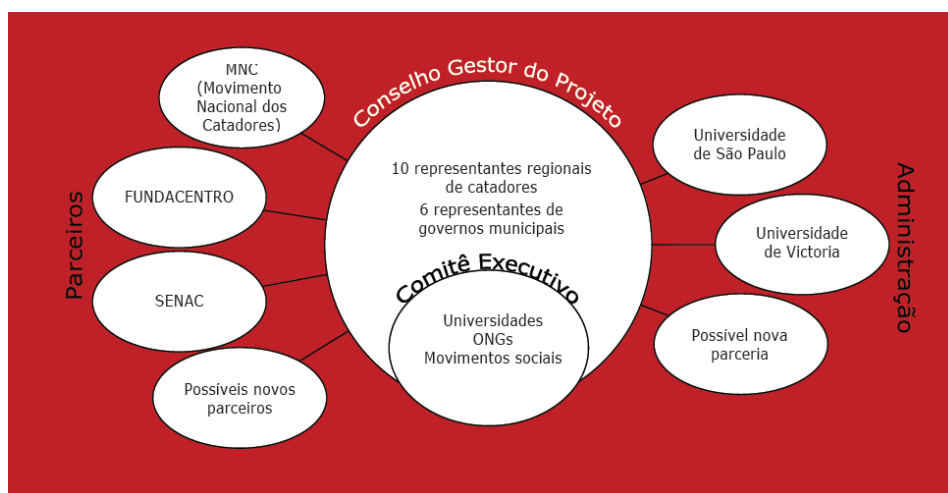 Parceiros
MNC
(Movimento
Nacional dos
Catadores)
FUNDACENTRO
SENAC
Possíveis novos
parceiros
Conselho Gestor do Projeto
10 representantes regionais
de catadores
6 representantes de
governos municipais
Comitê Executivo
Universidades
ONGs
Movimentos sociais
Administração
Universidade
de São Paulo
Universidade
de Victoria
Possível nova
parceria